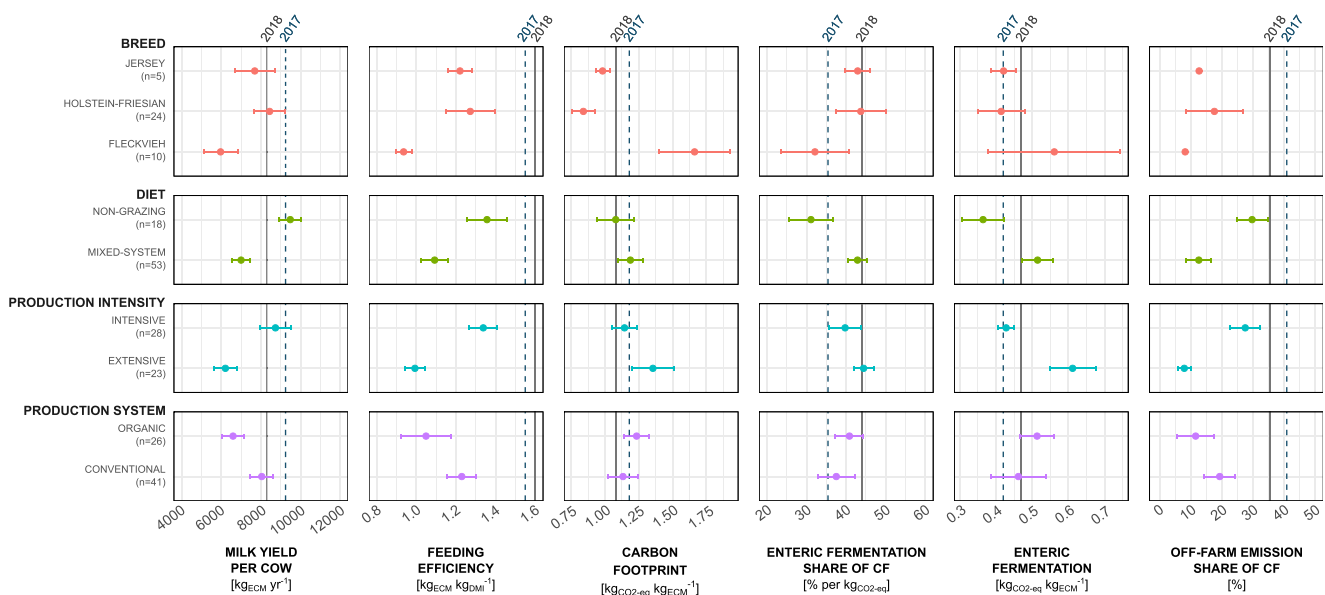 2018 2017
2017 2018
2018 2017
2017 2018
2017 2018
2018 2017
BREED
JERSEY
(n=5)
HOLSTEIN-FRIESIAN
(n=24)
FLECKVIEH
(n=10)
DIET
NON-GRAZING
(n=18)
MIXED-SYSTEM
(n=53)
PRODUCTION INTENSITY
INTENSIVE
(n=28)
EXTENSIVE
(n=23)
PRODUCTION SYSTEM
ORGANIC
(n=26)
CONVENTIONAL
(n=41)
4000 6000 8000 10000 12000
MILK YIELD
PER COW
[kgECM yr-1]
0.8 1.0 1.2 1.4 1.6
FEEDING
EFFICIENCY
[kgECM kgDMI-1]
0.75 1.00 1.25 1.50 1.75
CARBON
FOOTPRINT
[kgCO2-eq kgECM-1]
20 30 40 50 60
ENTERIC FERMENTATION
SHARE OF CF
[% per kgCO2-eq]
0.3 0.4 0.5 0.6 0.7
ENTERIC
FERMENTATION
[kgCO2-eq kgECM-1]
0 10 20 30 40 50
OFF-FARM EMISSION
SHARE OF CF
[%]